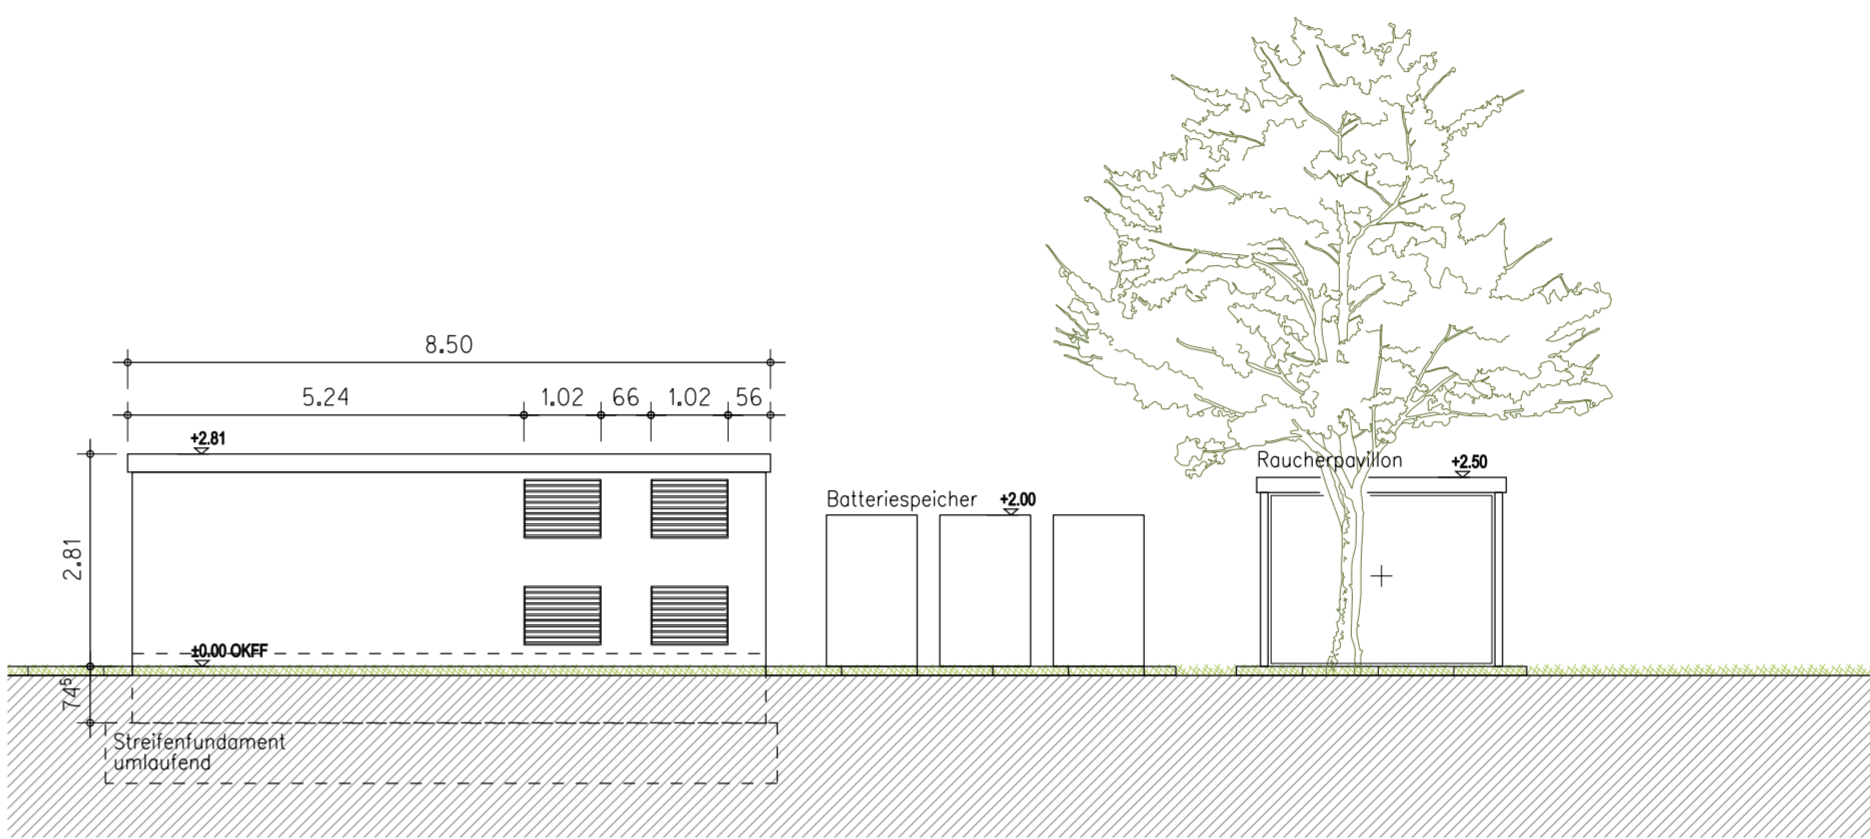 8.50
5.24 1.02 66 1.02 56
+2.81
Raucherpavillon +2.50
Batteriespeicher +2.00
2.81
±0.00 OKFF
74⁵
Streifenfundament
umlaufend